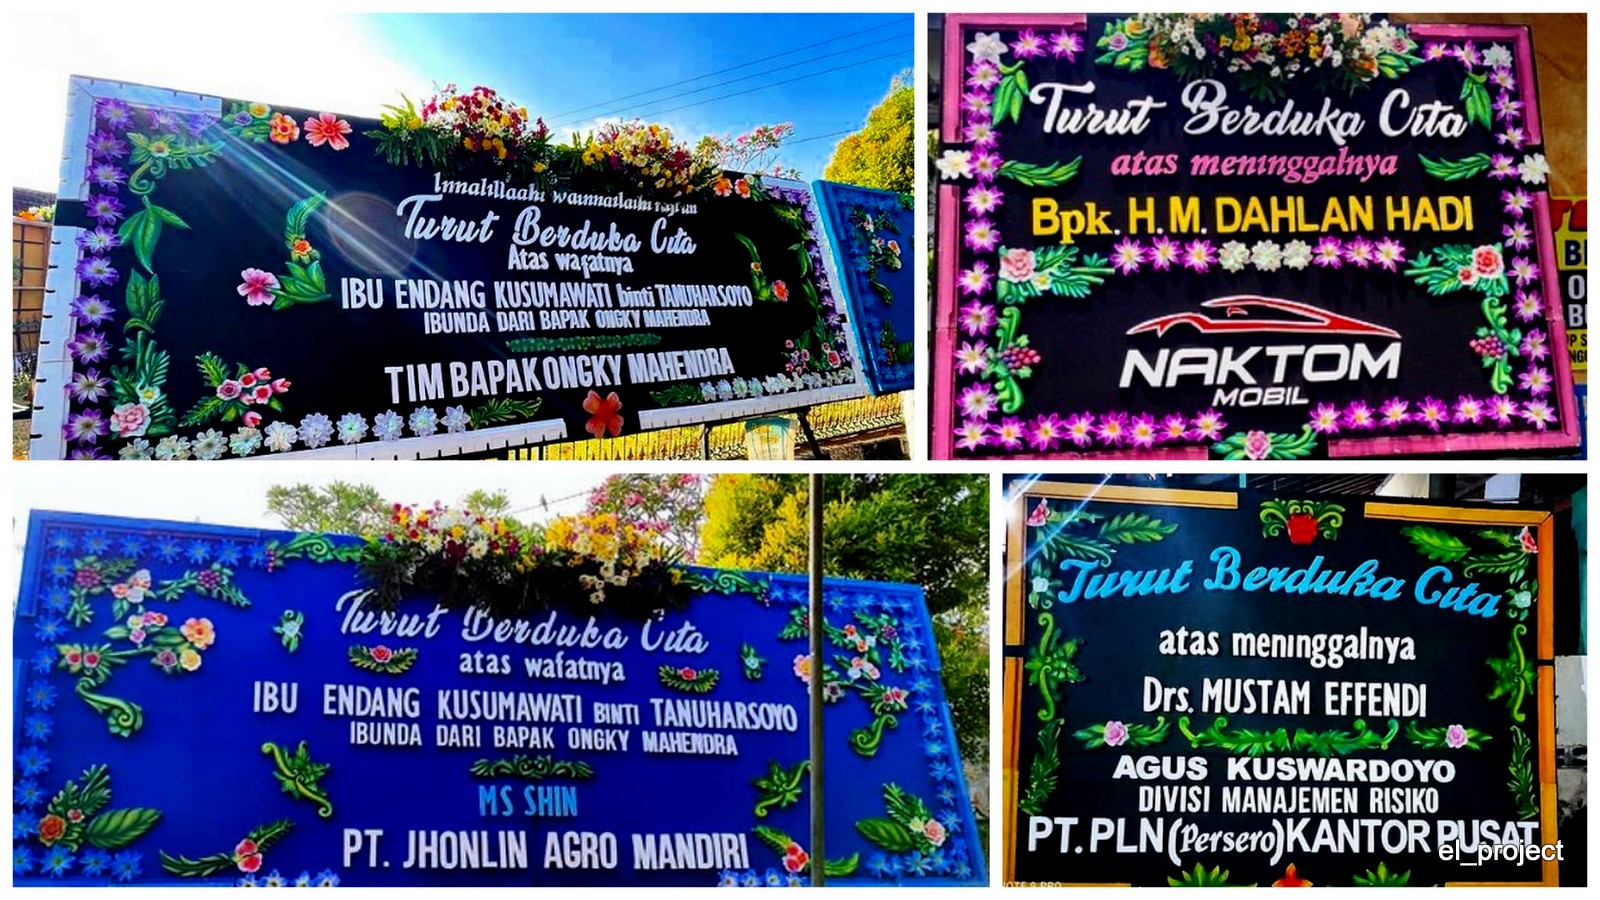 Innalillaahi
Turut Berduka Cita
Atas wafatnya
IBU ENDANG KUSUMAWATI binti TANUHARSOYO
IBUNDA DARI BAPAK ONGKY MAHENDRA
TIM BAPAK ONGKY MAHENDRA
Turut Berduka Cita
atas meninggalnya
Bpk. H. M. DAHLAN HADI
NAKTOM
MOBIL
Turut Berduka Cita
atas wafatnya
IBU ENDANG KUSUMAWATI BINTI TANUHARSOYO
IBUNDA DARI BAPAK ONGKY MAHENDRA
MS SHIN
PT. JHONLIN AGRO MANDIRI
Turut Berduka Cita
atas meninggalnya
Drs. MUSTAM EFFENDI
AGUS KUSWARDOYO
DIVISI MANAJEMEN RISIKO
PT. PLN (Persero) KANTOR PUSAT
el_project